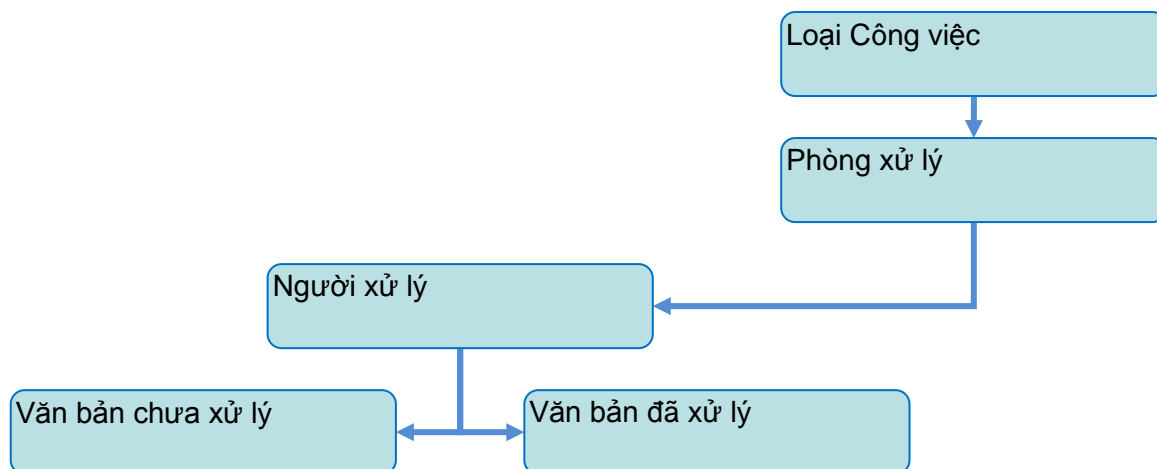 Loại Công việc
Phòng xử lý
Người xử lý
Văn bản chưa xử lý
Văn bản đã xử lý